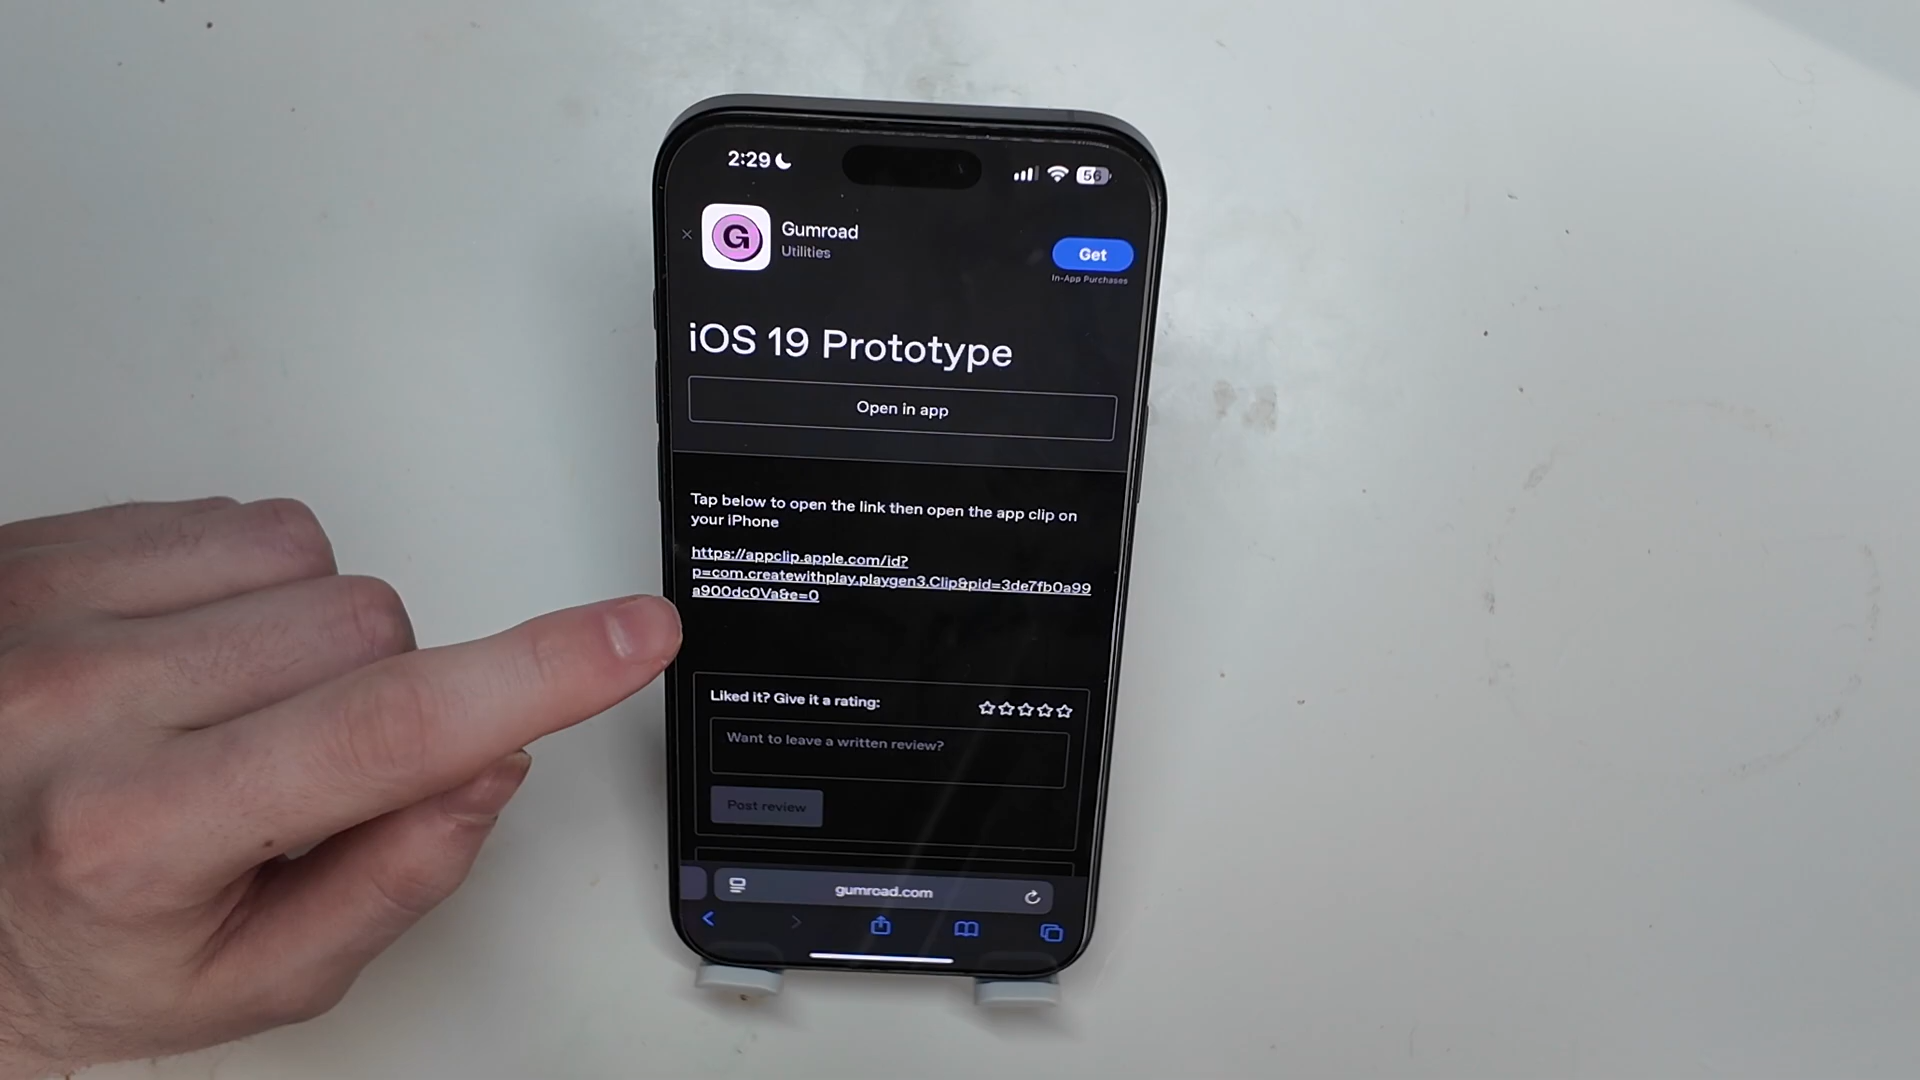 2:29
56
Gumroad
Utilities
Get
In-App Purchases
iOS 19 Prototype
Open in app
Tap below to open the link then open the app clip on
your iPhone
https://appclip.apple.com/id?
p=com.createwithplay.playgen3.Clip&pid=3de7fb0a99
a900dc0Va&e=0
Liked it? Give it a rating:
Want to leave a written review?
Post review
gumroad.com